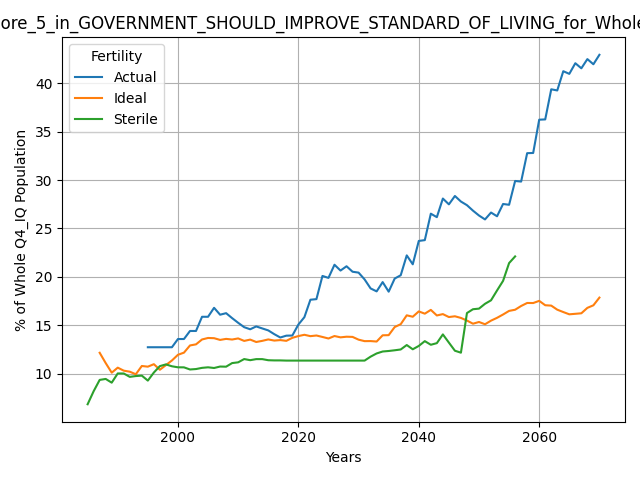 ore_5_in_GOVERNMENT_SHOULD_IMPROVE_STANDARD_OF_LIVING_for_Whole
Fertility
Actual
Ideal
Sterile
% of Whole Q4_IQ Population
40
35
30
25
20
15
10
2000 2020 2040 2060
Years